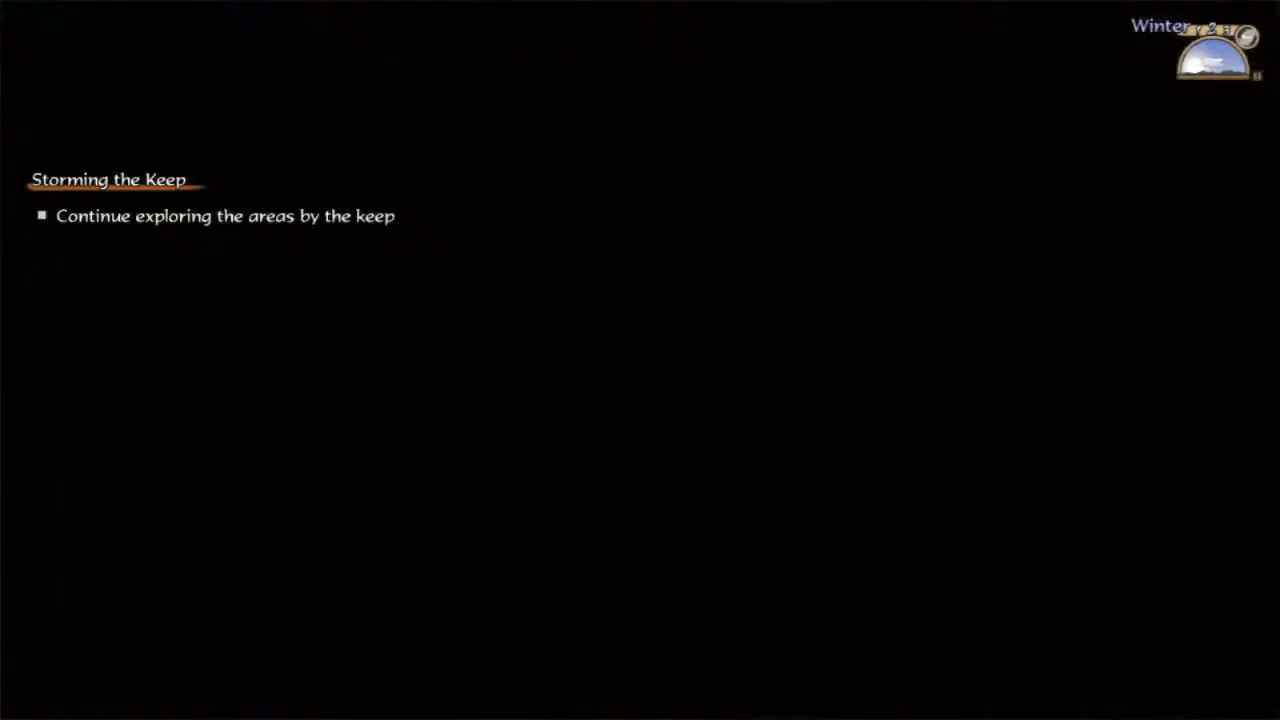 Winter
Storming the Keep
Continue exploring the areas by the keep